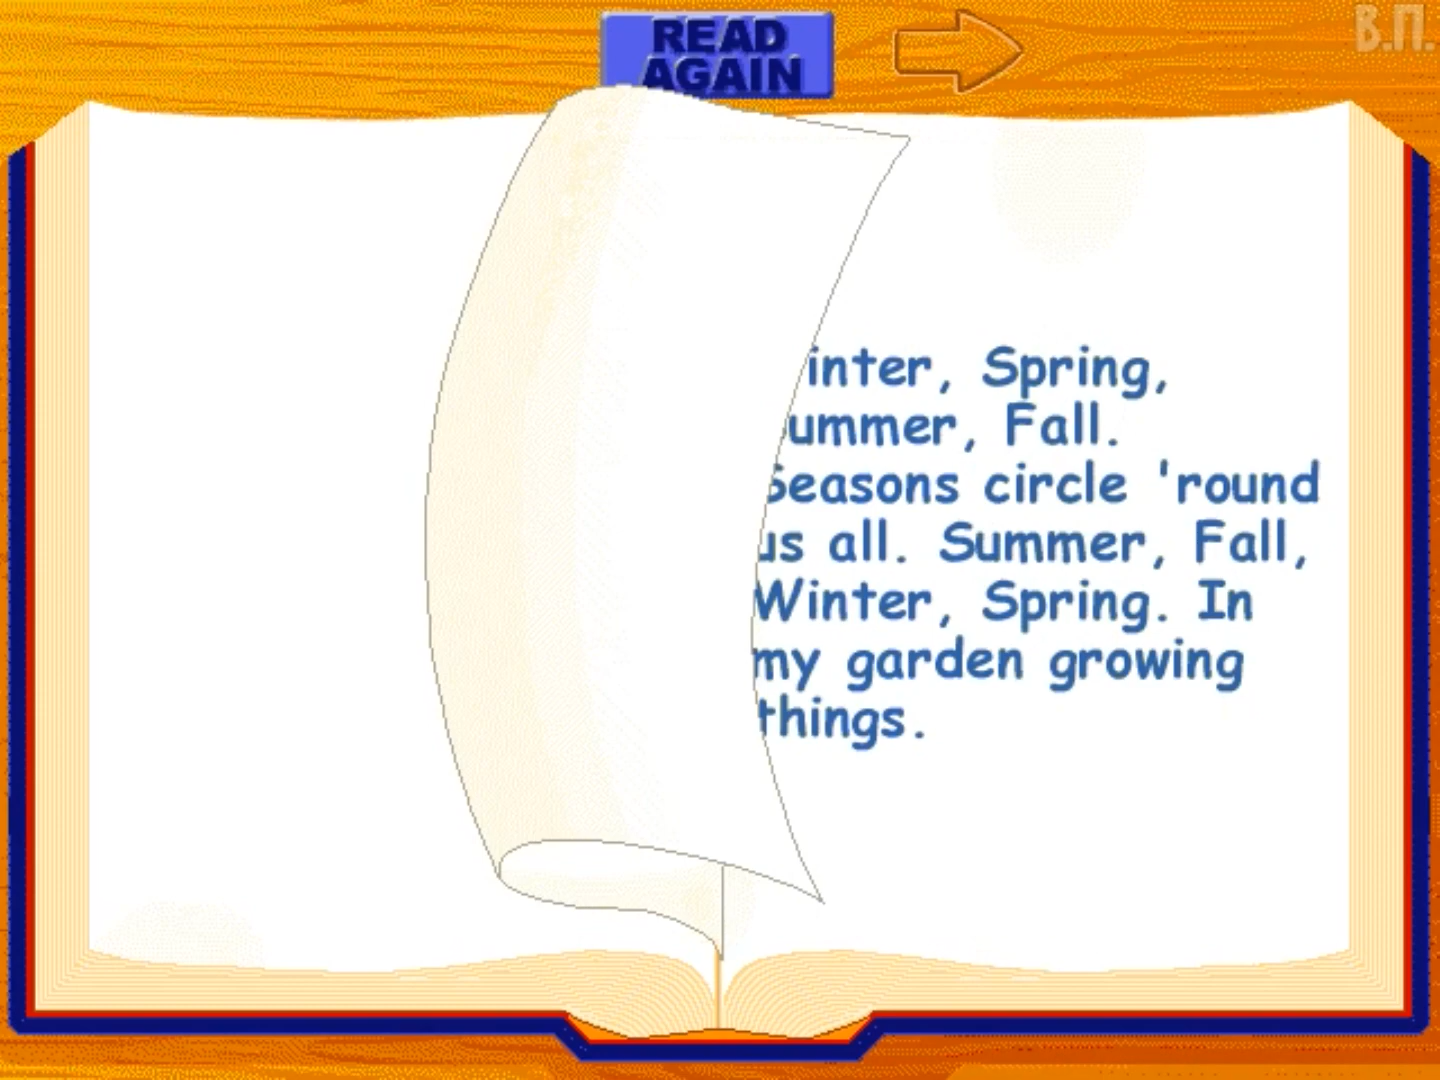 READ
AGAIN
В.П.
inter, Spring,
ummer, Fall.
Seasons circle 'round
us all. Summer, Fall,
Winter, Spring. In
my garden growing
things.